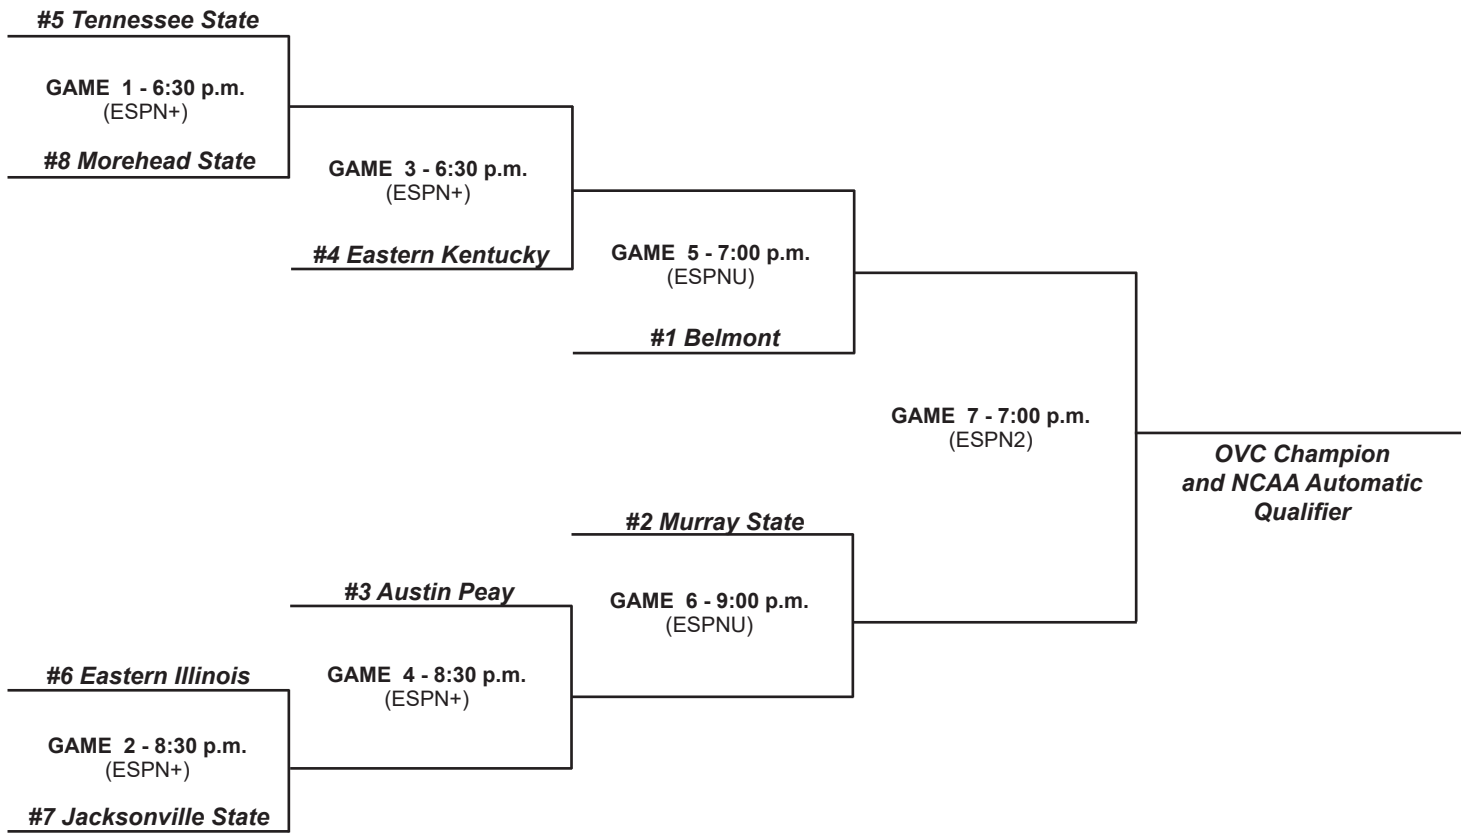 #5 Tennessee State
GAME 1 - 6:30 p.m.
(ESPN+)
#8 Morehead State
GAME 3 - 6:30 p.m.
(ESPN+)
#4 Eastern Kentucky
GAME 5 - 7:00 p.m.
(ESPNU)
#1 Belmont
GAME 7 - 7:00 p.m.
(ESPN2)
OVC Champion
and NCAA Automatic
Qualifier
#2 Murray State
#3 Austin Peay
GAME 6 - 9:00 p.m.
(ESPNU)
#6 Eastern Illinois
GAME 4 - 8:30 p.m.
(ESPN+)
GAME 2 - 8:30 p.m.
(ESPN+)
#7 Jacksonville State